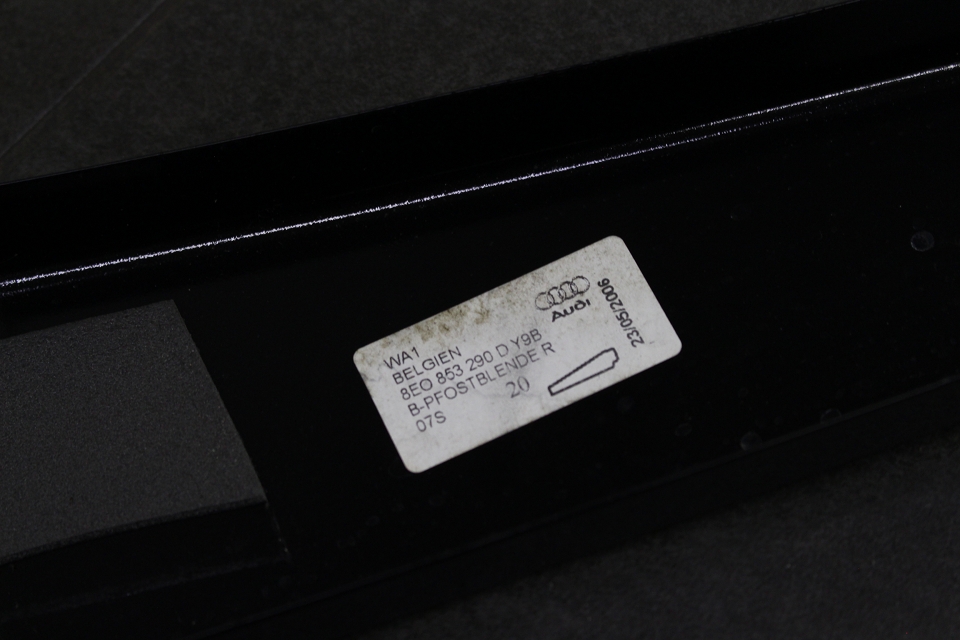 WA1
BELGIEN
8E0 853 290 D Y9B
B-PFOSTBLENDE R
07S
20
Audi
23/05/2006